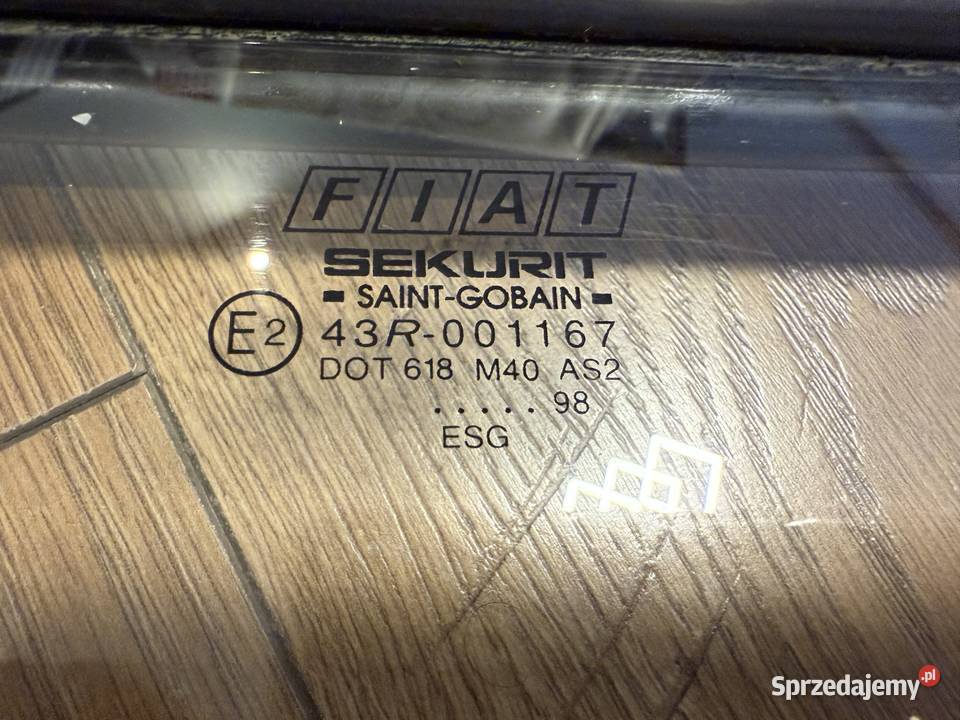 FIAT
SEKURIT
- SAINT-GOBAIN -
E2 43R-001167
DOT 618 M40 AS2
.....98
ESG
Sprzedajemy.pl